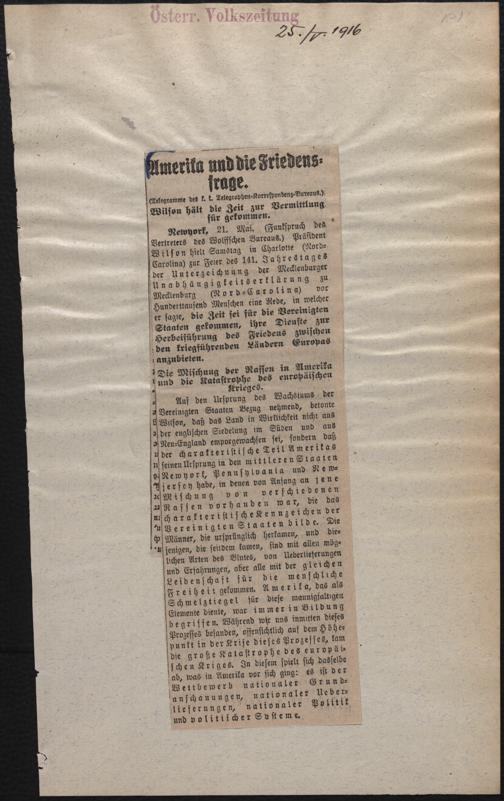 Österr. Volkszeitung
25./V. 1916
Amerika und die Friedens-
frage.
(Telegramme des k. k. Telegraphen-Korrespondenz-Bureaus.)
Wilson hält die Zeit zur Vermittlung
für gekommen.
Newyork, 21. Mai. (Funkspruch des
Vertreters des Wolffschen Bureaus.) Präsident
Wilson hielt Samstag in Charlotte (Nord-
Carolina) zur Feier des 141. Jahrestages
der Unterzeichnung der Mecklenburger
Unabhängigkeitserklärung zu
Mecklenburg (Nord-Carolina) vor
Hunderttausend Menschen eine Rede, in welcher
er sagte, die Zeit sei für die Vereinigten
Staaten gekommen, ihre Dienste zur
Herbeiführung des Friedens zwischen
den kriegführenden Ländern Europas
anzubieten.
Die Mischung der Rassen in Amerika
und die Katastrophe des europäischen
Krieges.
Auf den Ursprung des Wachstums der
Vereinigten Staaten Bezug nehmend, betonte
Wilson, daß das Land in Wirklichkeit nicht aus
der englischen Siedelung im Süden und aus
Neu-England emporgewachsen sei, sondern daß
der charakteristische Teil Amerikas
seinen Ursprung in den mittleren Staaten
Newyork, Pennsylvania und New-
jersey habe, in denen von Anfang an jene
Mischung von verschiedenen
Rassen vorhanden war, die das
charakteristische Kennzeichen der
Vereinigten Staaten bilde. Die
Männer, die ursprünglich herkamen, und die-
jenigen, die seitdem kamen, sind mit allen mög-
lichen Arten des Blutes, von Ueberlieferungen
und Erfahrungen, aber alle mit der gleichen
Leidenschaft für die menschliche
Freiheit gekommen. Amerika, das als
Schmelztiegel für diese mannigfaltigen
Elemente diente, war immer in Bildung
begriffen. Während wir uns inmitten dieses
Prozesses befanden, offensichtlich auf dem Höhe-
punkt in der Krise dieses Prozesses, kam
die große Katastrophe des europäi-
schen Kriges. In diesem spielt sich dasselbe
ab, was in Amerika vor sich ging: es ist der
Wettbewerb nationaler Grund-
anschauungen, nationaler Ueber-
lieferungen, nationaler Politik
und politischer Systeme.